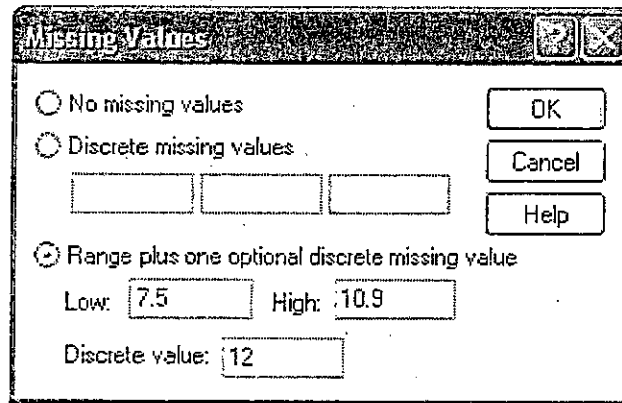 Missing Values
No missing values
OK
Discrete missing values
Cancel
Help
Range plus one optional discrete missing value
Low: 7.5 High: 10.9
Discrete value: 12